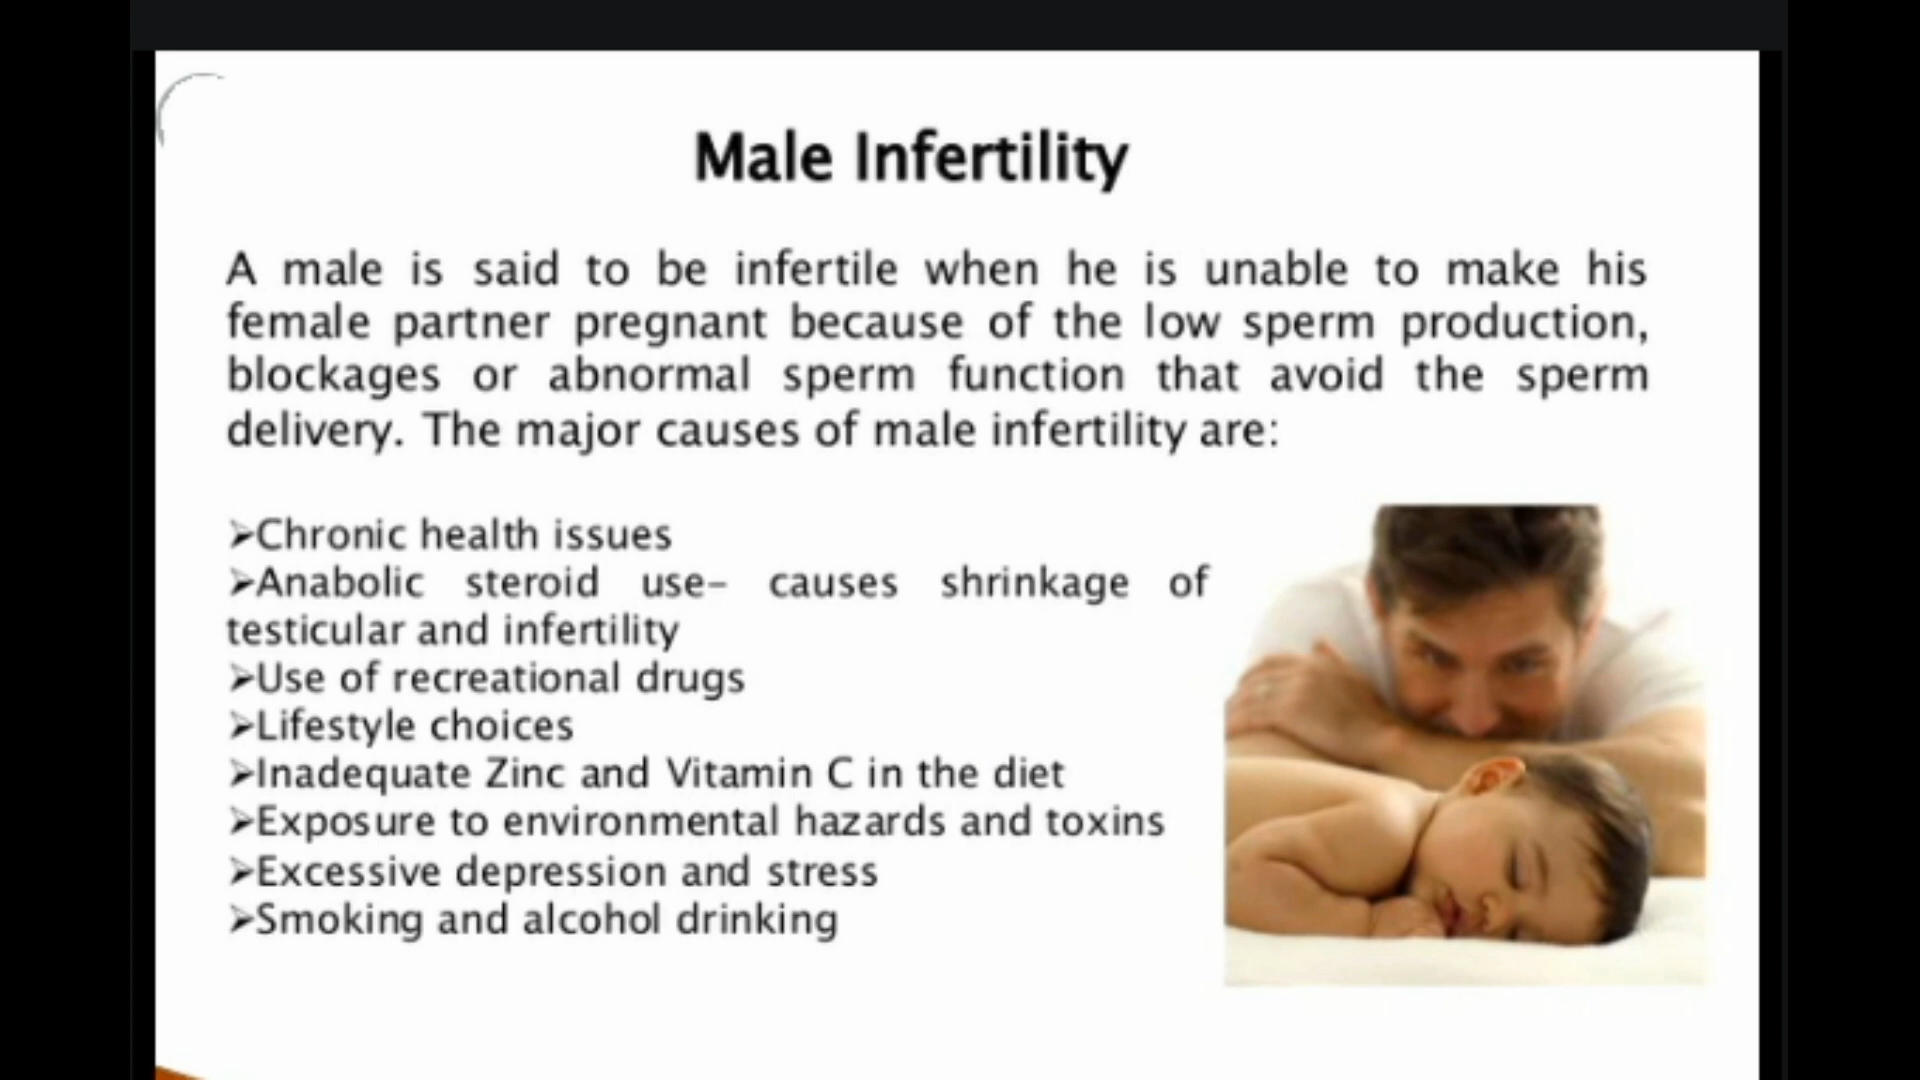 Male Infertility
A male is said to be infertile when he is unable to make his
female partner pregnant because of the low sperm production,
blockages or abnormal sperm function that avoid the sperm
delivery. The major causes of male infertility are:
➢Chronic health issues
➢Anabolic steroid use- causes shrinkage of
testicular and infertility
➢Use of recreational drugs
➢Lifestyle choices
➢Inadequate Zinc and Vitamin C in the diet
➢Exposure to environmental hazards and toxins
➢Excessive depression and stress
➢Smoking and alcohol drinking